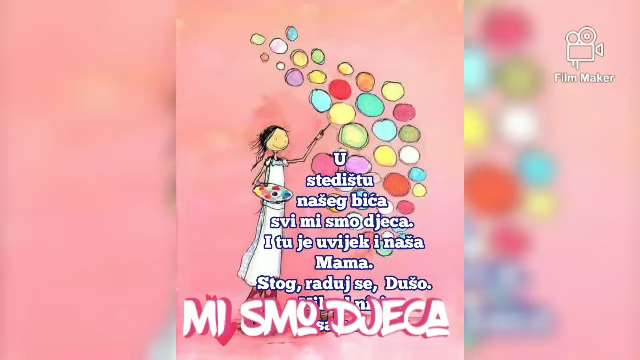 Film Maker
U
stedištu
našeg bića
svi mi smo djeca.
I tu je uvijek i naša
Mama.
Stog, raduj se, Dušo.
MI SMO DJECA